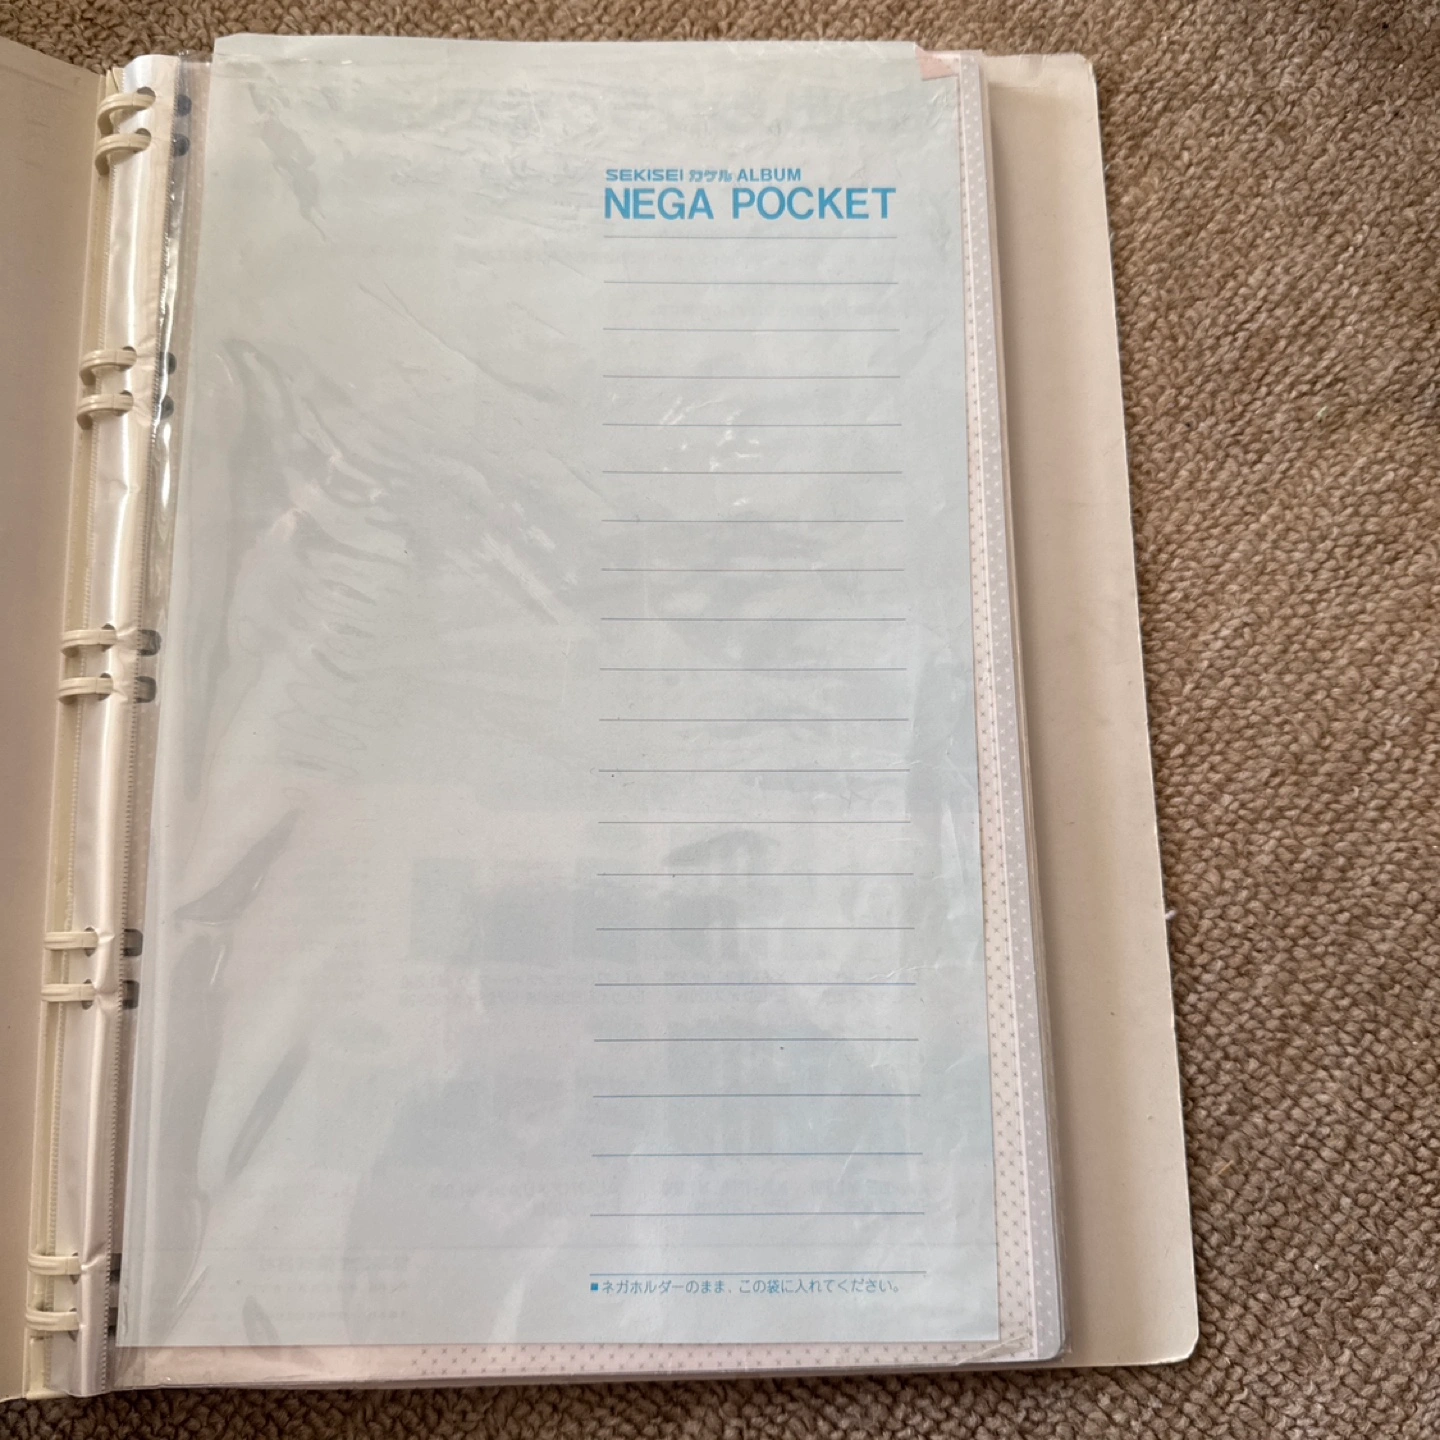 SEKISEI カケル ALBUM
NEGA POCKET
■ネガホルダーのまま、この袋に入れてください。